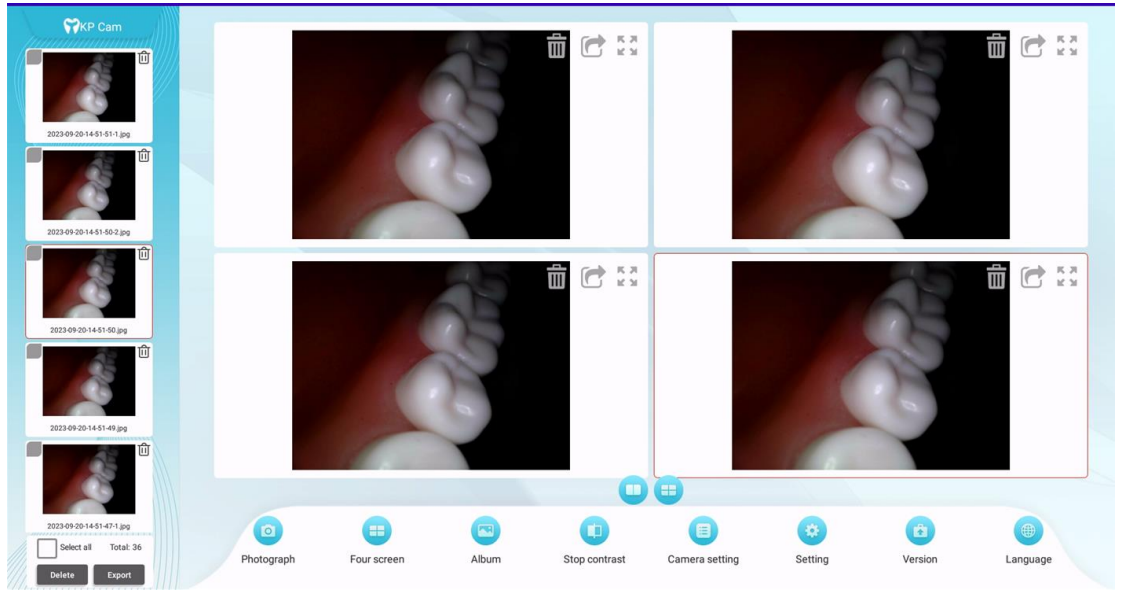 KP Cam
2023-09-20-14-51-51-1.jpg
2023-09-20-14-51-50-2.jpg
2023-09-20-14-51-50.jpg
2023-09-20-14-51-49.jpg
2023-09-20-14-51-47-1.jpg
Select all Total: 36
Delete Export
Photograph Four screen Album Stop contrast Camera setting Setting Version Language